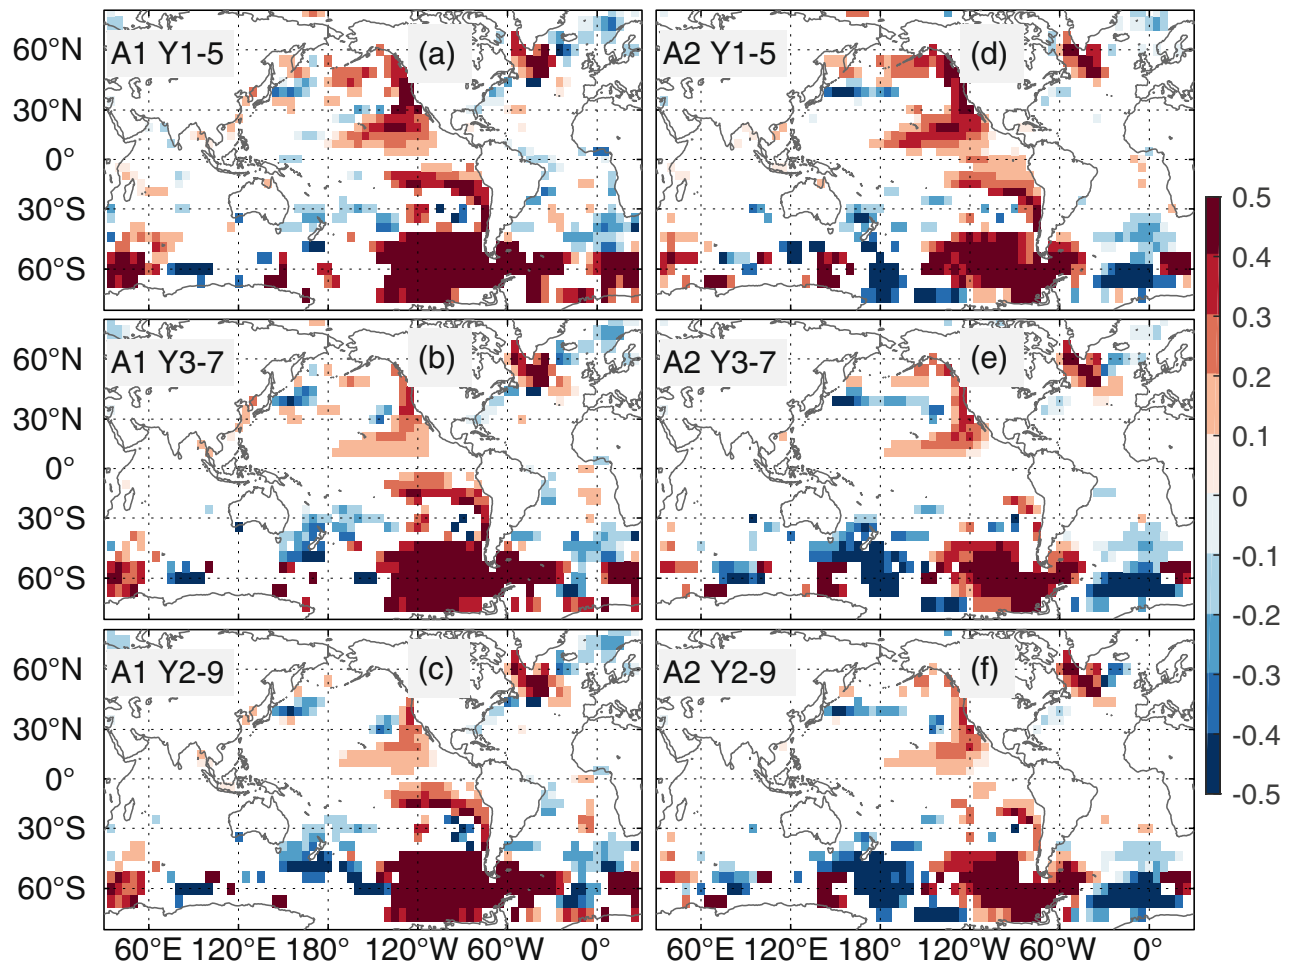 A1 Y1-5 (a)
A2 Y1-5 (d)
60°N
30°N
0°
30°S
60°S
A1 Y3-7 (b)
A2 Y3-7 (e)
60°N
30°N
0°
30°S
60°S
A1 Y2-9 (c)
A2 Y2-9 (f)
60°N
30°N
0°
30°S
60°S
60°E 120°E 180° 120°W 60°W 0°
60°E 120°E 180° 120°W 60°W 0°
0.5
0.4
0.3
0.2
0.1
0
-0.1
-0.2
-0.3
-0.4
-0.5